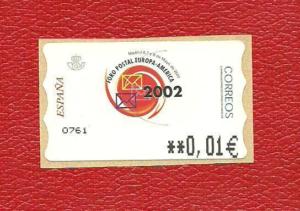 FORO POSTAL EUROPA-AMERICA
2002
ESPAÑA
CORREOS
0761
**0,01€